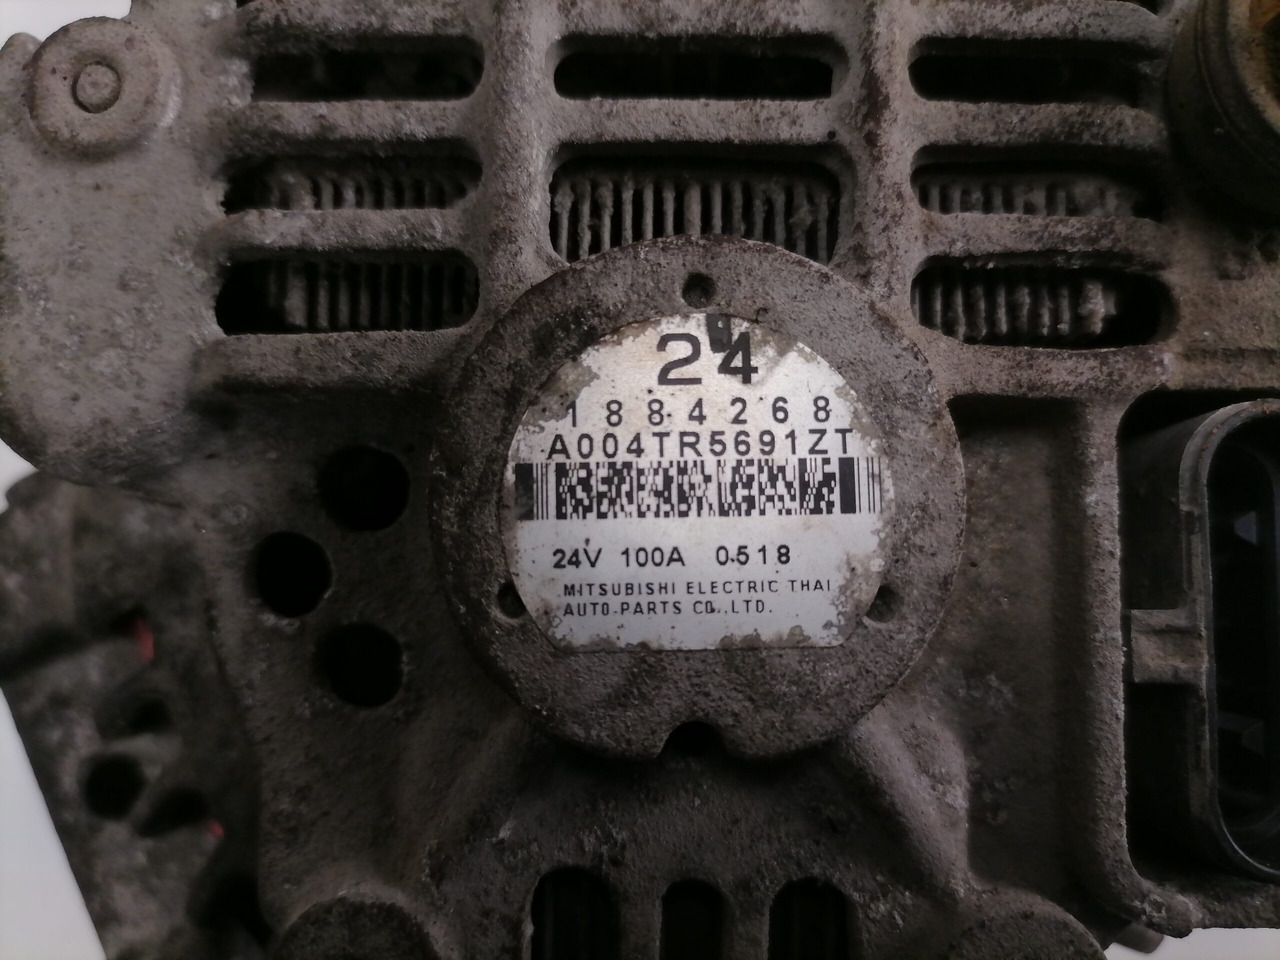 24
1884268
A004TR5691ZT
24V 100A 0518
MITSUBISHI ELECTRIC THAI
AUTO-PARTS CO.,LTD.